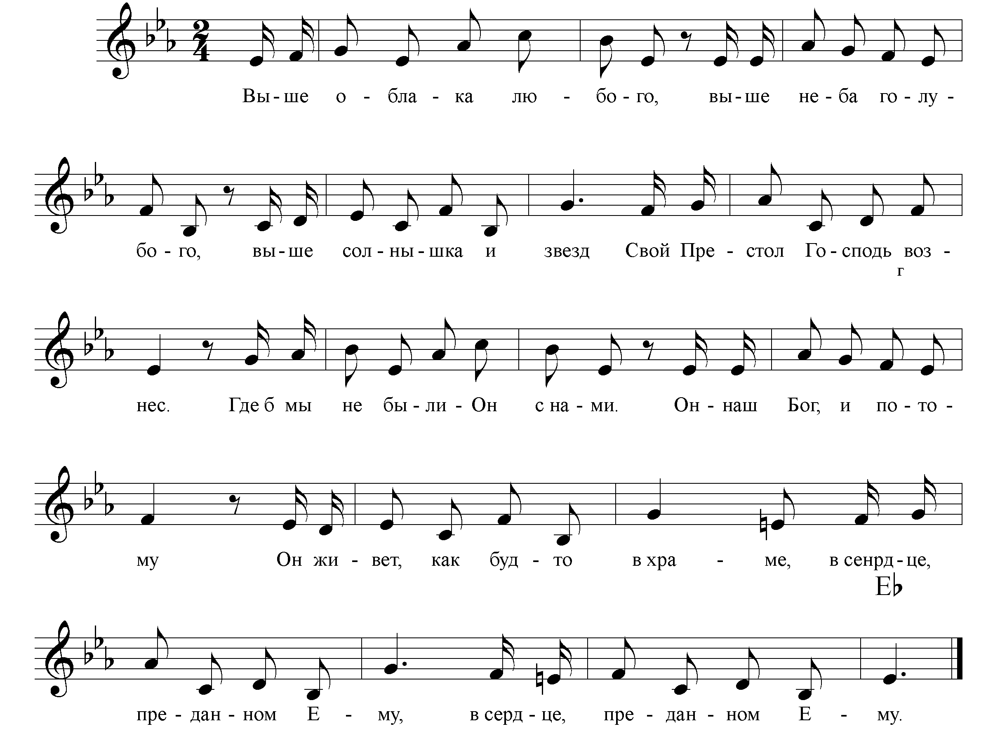 Вы-ше о - бла - ка лю - бо-го, вы-ше не-ба го-лу-
бо-го, вы-ше сол-ны-шка и звезд Свой Пре - стол Го-сподь воз-
г
нес. Где б мы не бы-ли-Он с на-ми. Он-наш Бог, и по-то-
му Он жи - вет, как буд - то в хра - ме, в сенрд-це,
E♭
пре-дан-ном Е - му, в серд-це, пре-дан-ном Е - му.